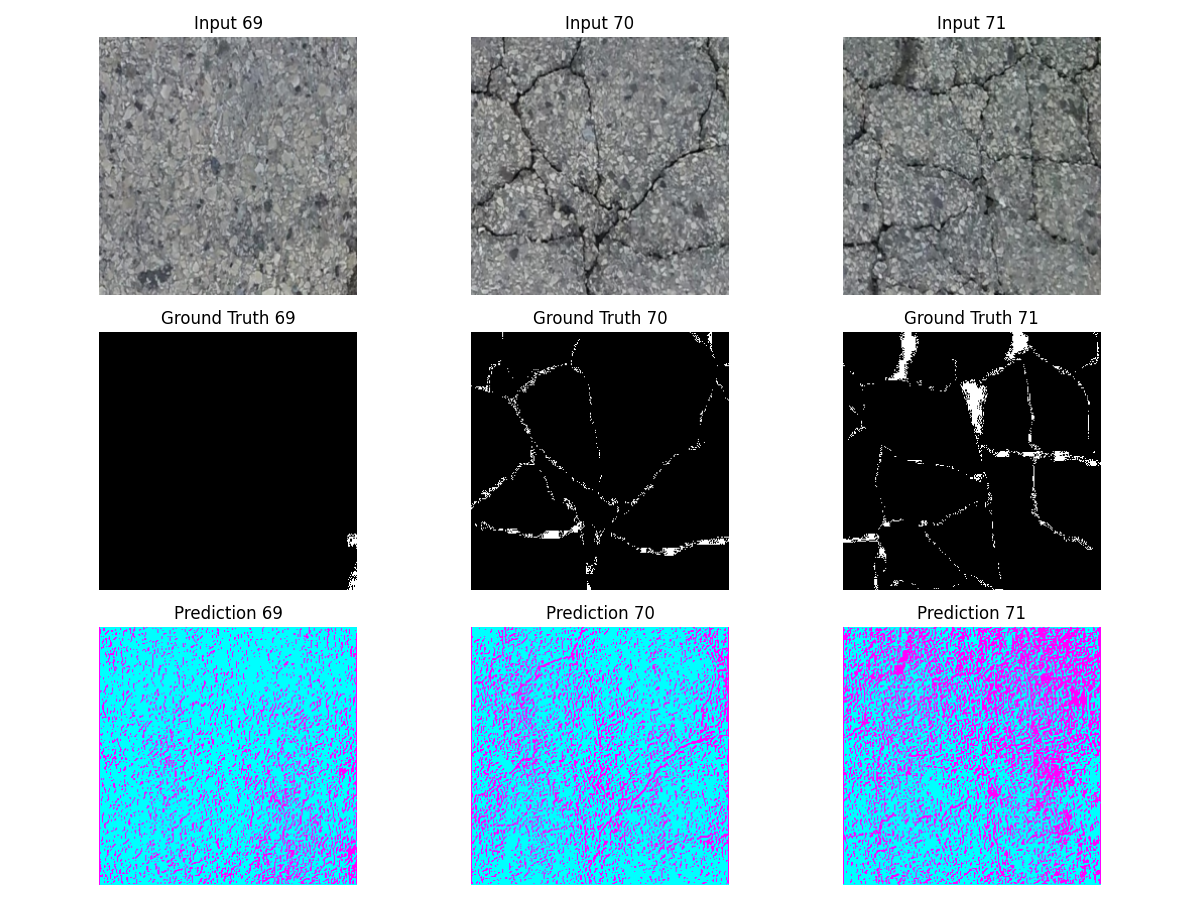 Input 69
Input 70
Input 71
Ground Truth 69
Ground Truth 70
Ground Truth 71
Prediction 69
Prediction 70
Prediction 71